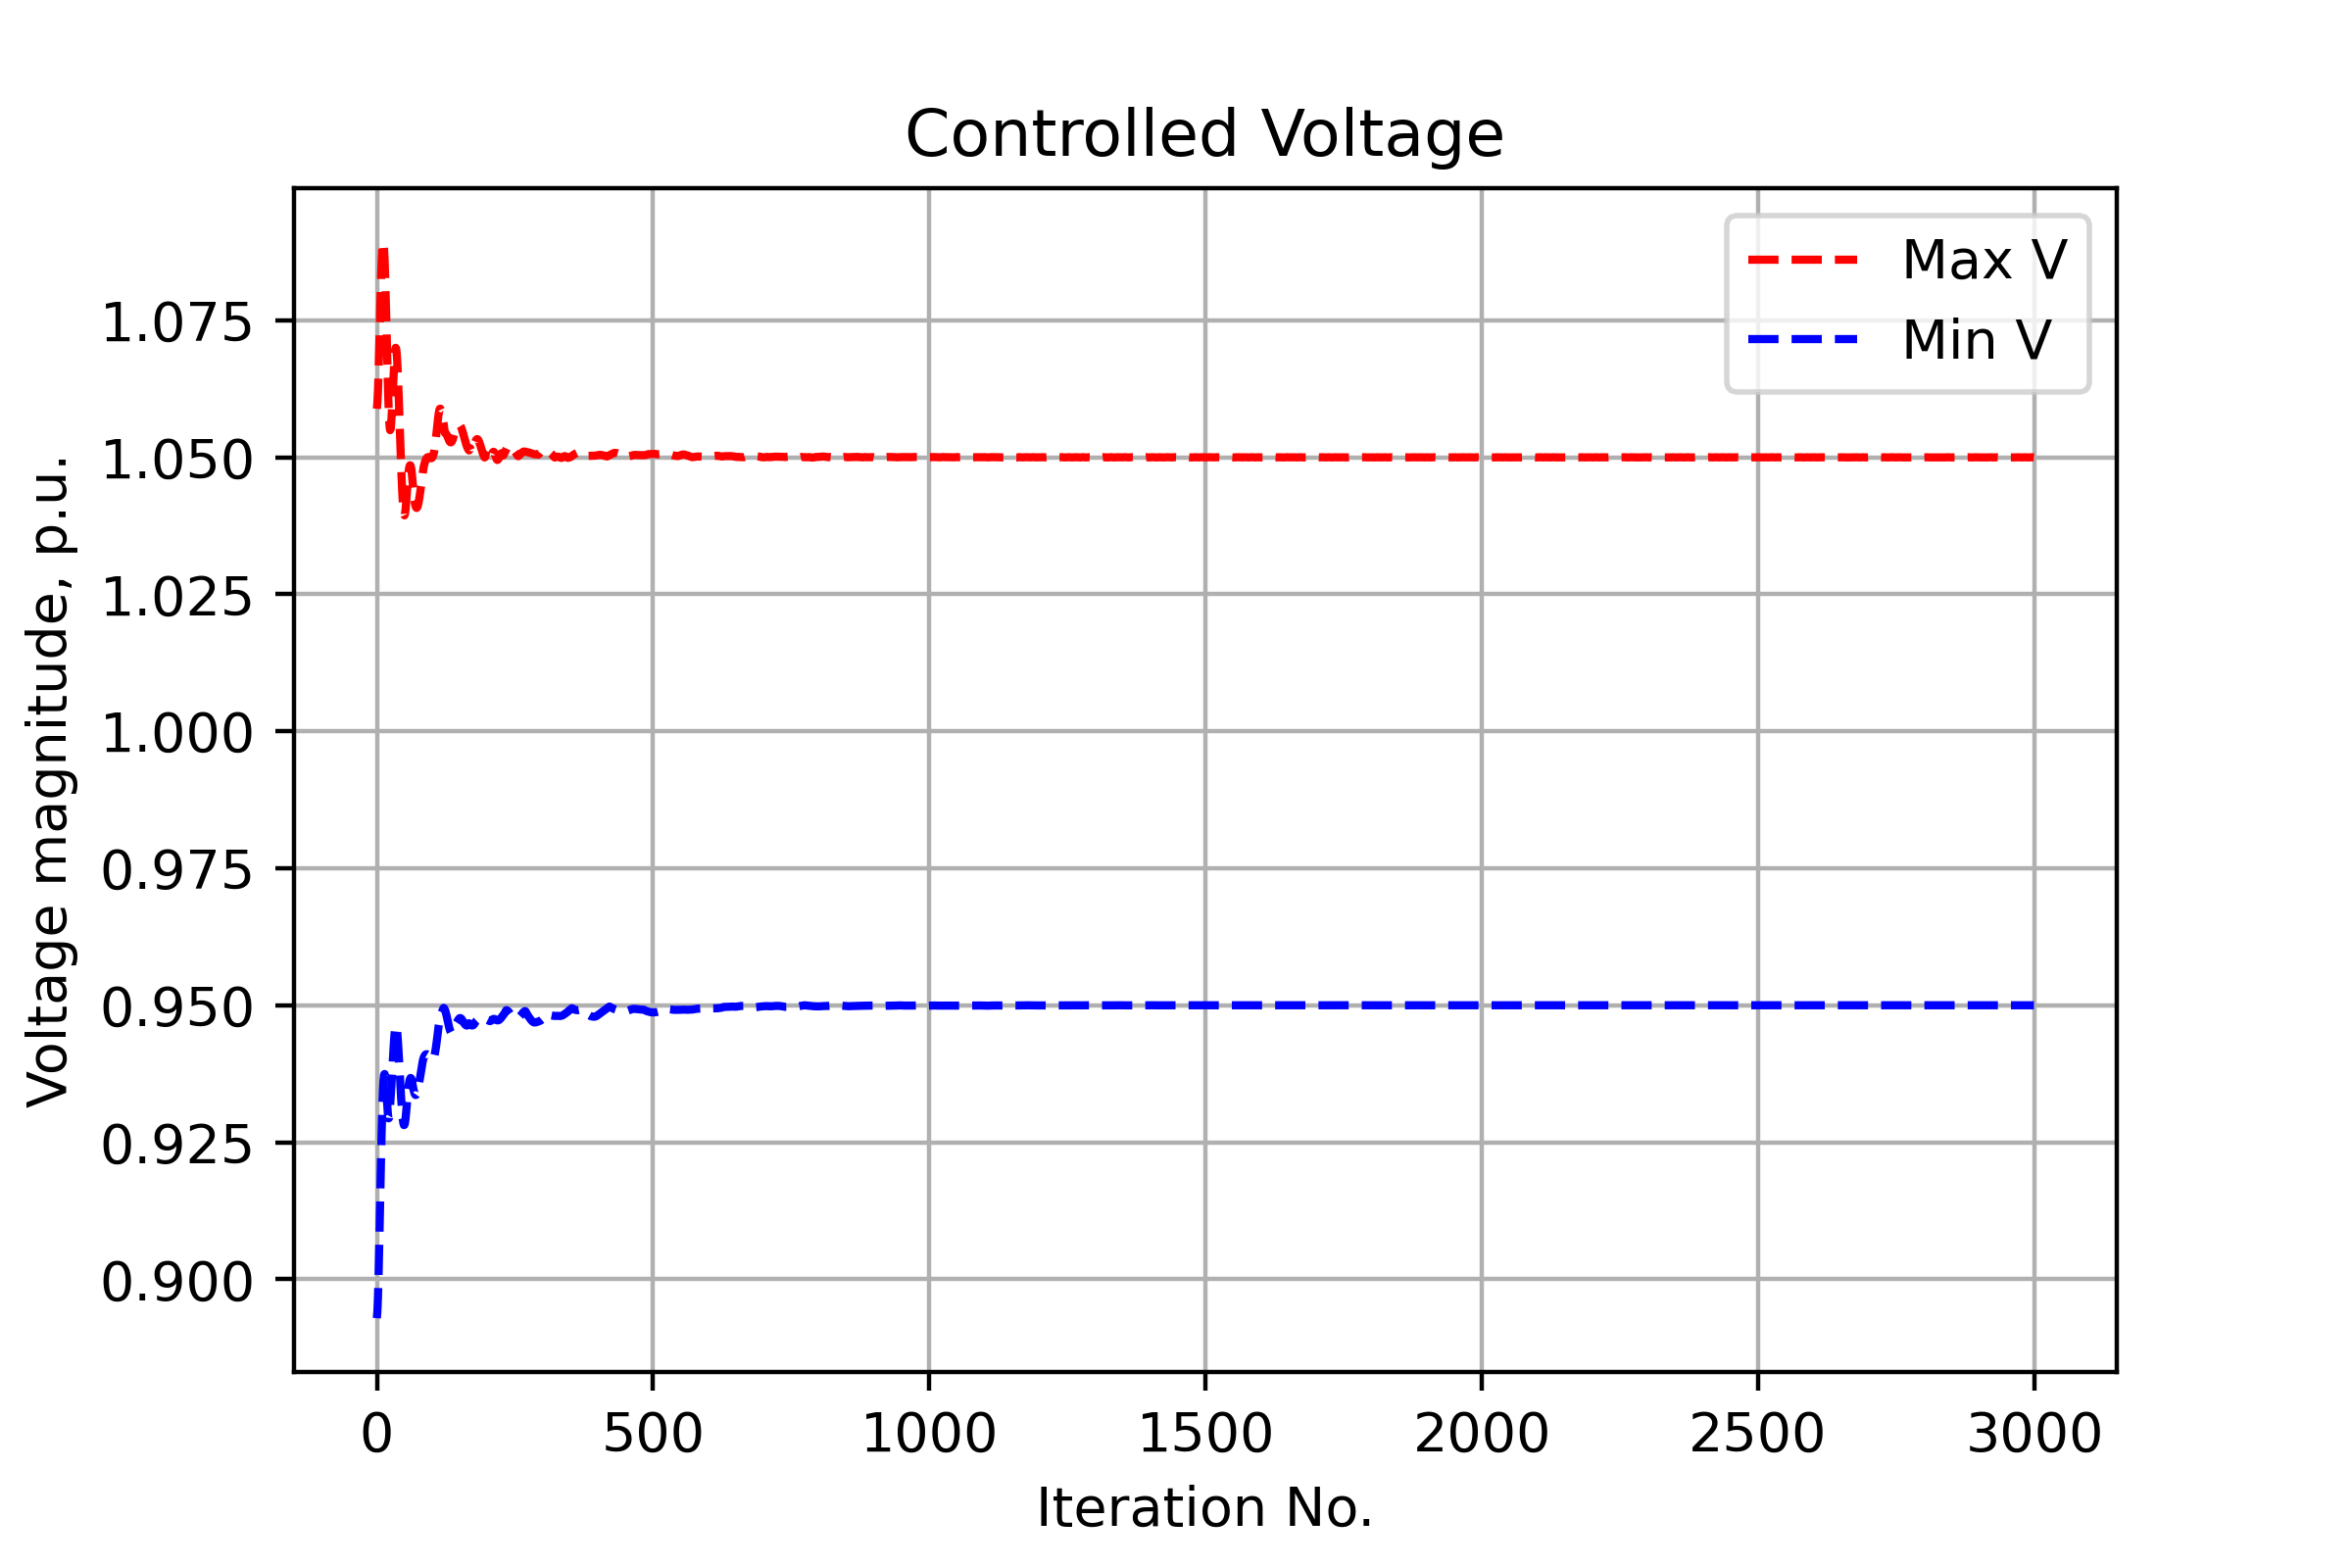 Controlled Voltage
Max V
Min V
Voltage magnitude, p.u.
1.075
1.050
1.025
1.000
0.975
0.950
0.925
0.900
0 500 1000 1500 2000 2500 3000
Iteration No.